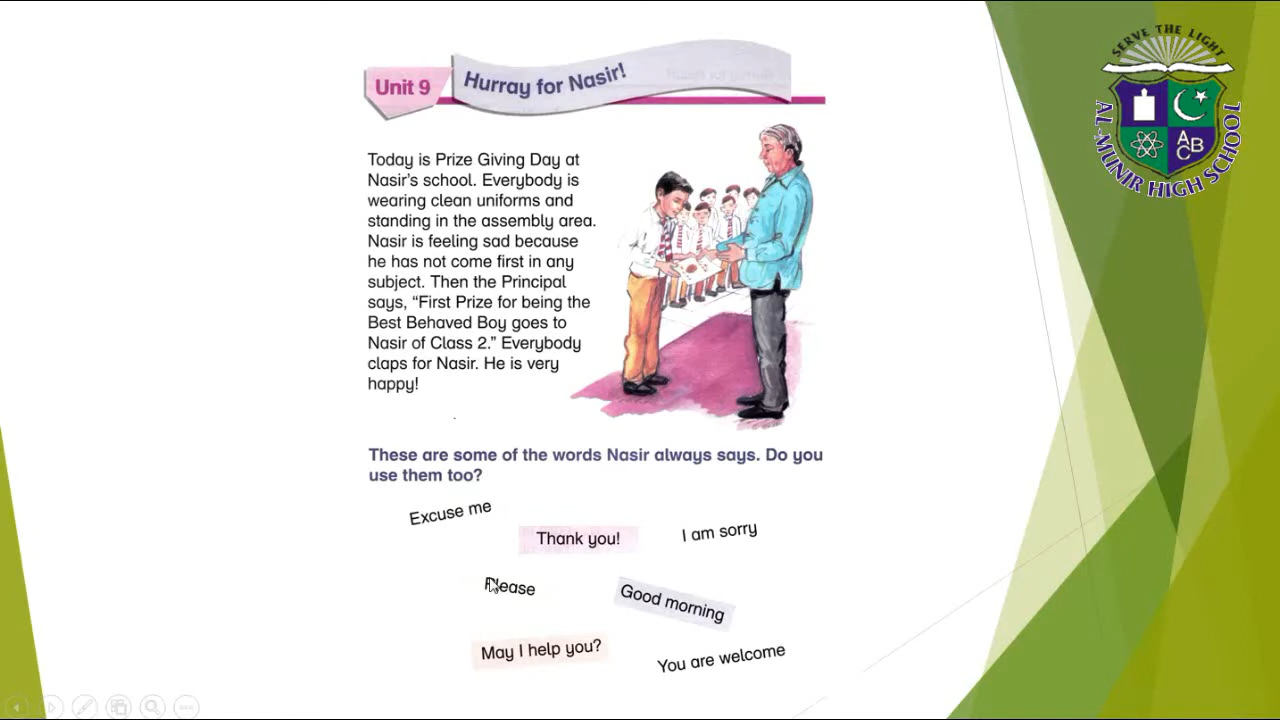 Unit 9
Hurray for Nasir!
Today is Prize Giving Day at
Nasir's school. Everybody is
wearing clean uniforms and
standing in the assembly area.
Nasir is feeling sad because
he has not come first in any
subject. Then the Principal
says, “First Prize for being the
Best Behaved Boy goes to
Nasir of Class 2.” Everybody
claps for Nasir. He is very
happy!
These are some of the words Nasir always says. Do you
use them too?
Excuse me
Thank you!
I am sorry
Please
Good morning
May I help you?
You are welcome
SERVE THE LIGHT
A B
C
AL-MUNIR HIGH SCHOOL